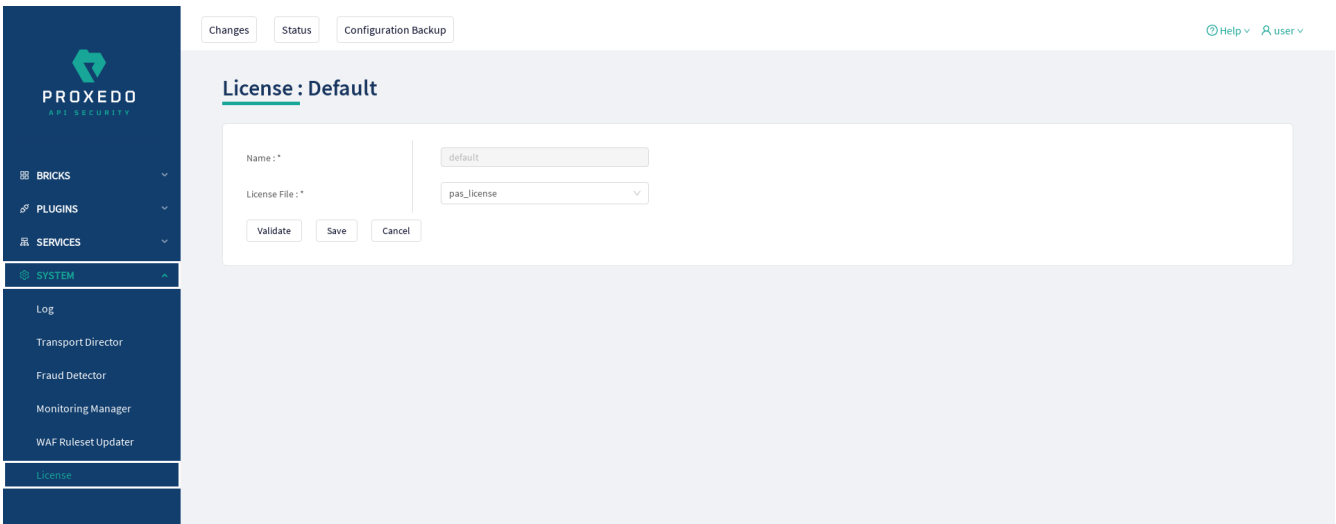 Changes Status Configuration Backup Help user
PROXEDO
API SECURITY
License : Default
Name : * default
License File : * pas_license
Validate Save Cancel
BRICKS
PLUGINS
SERVICES
SYSTEM
Log
Transport Director
Fraud Detector
Monitoring Manager
WAF Ruleset Updater
License